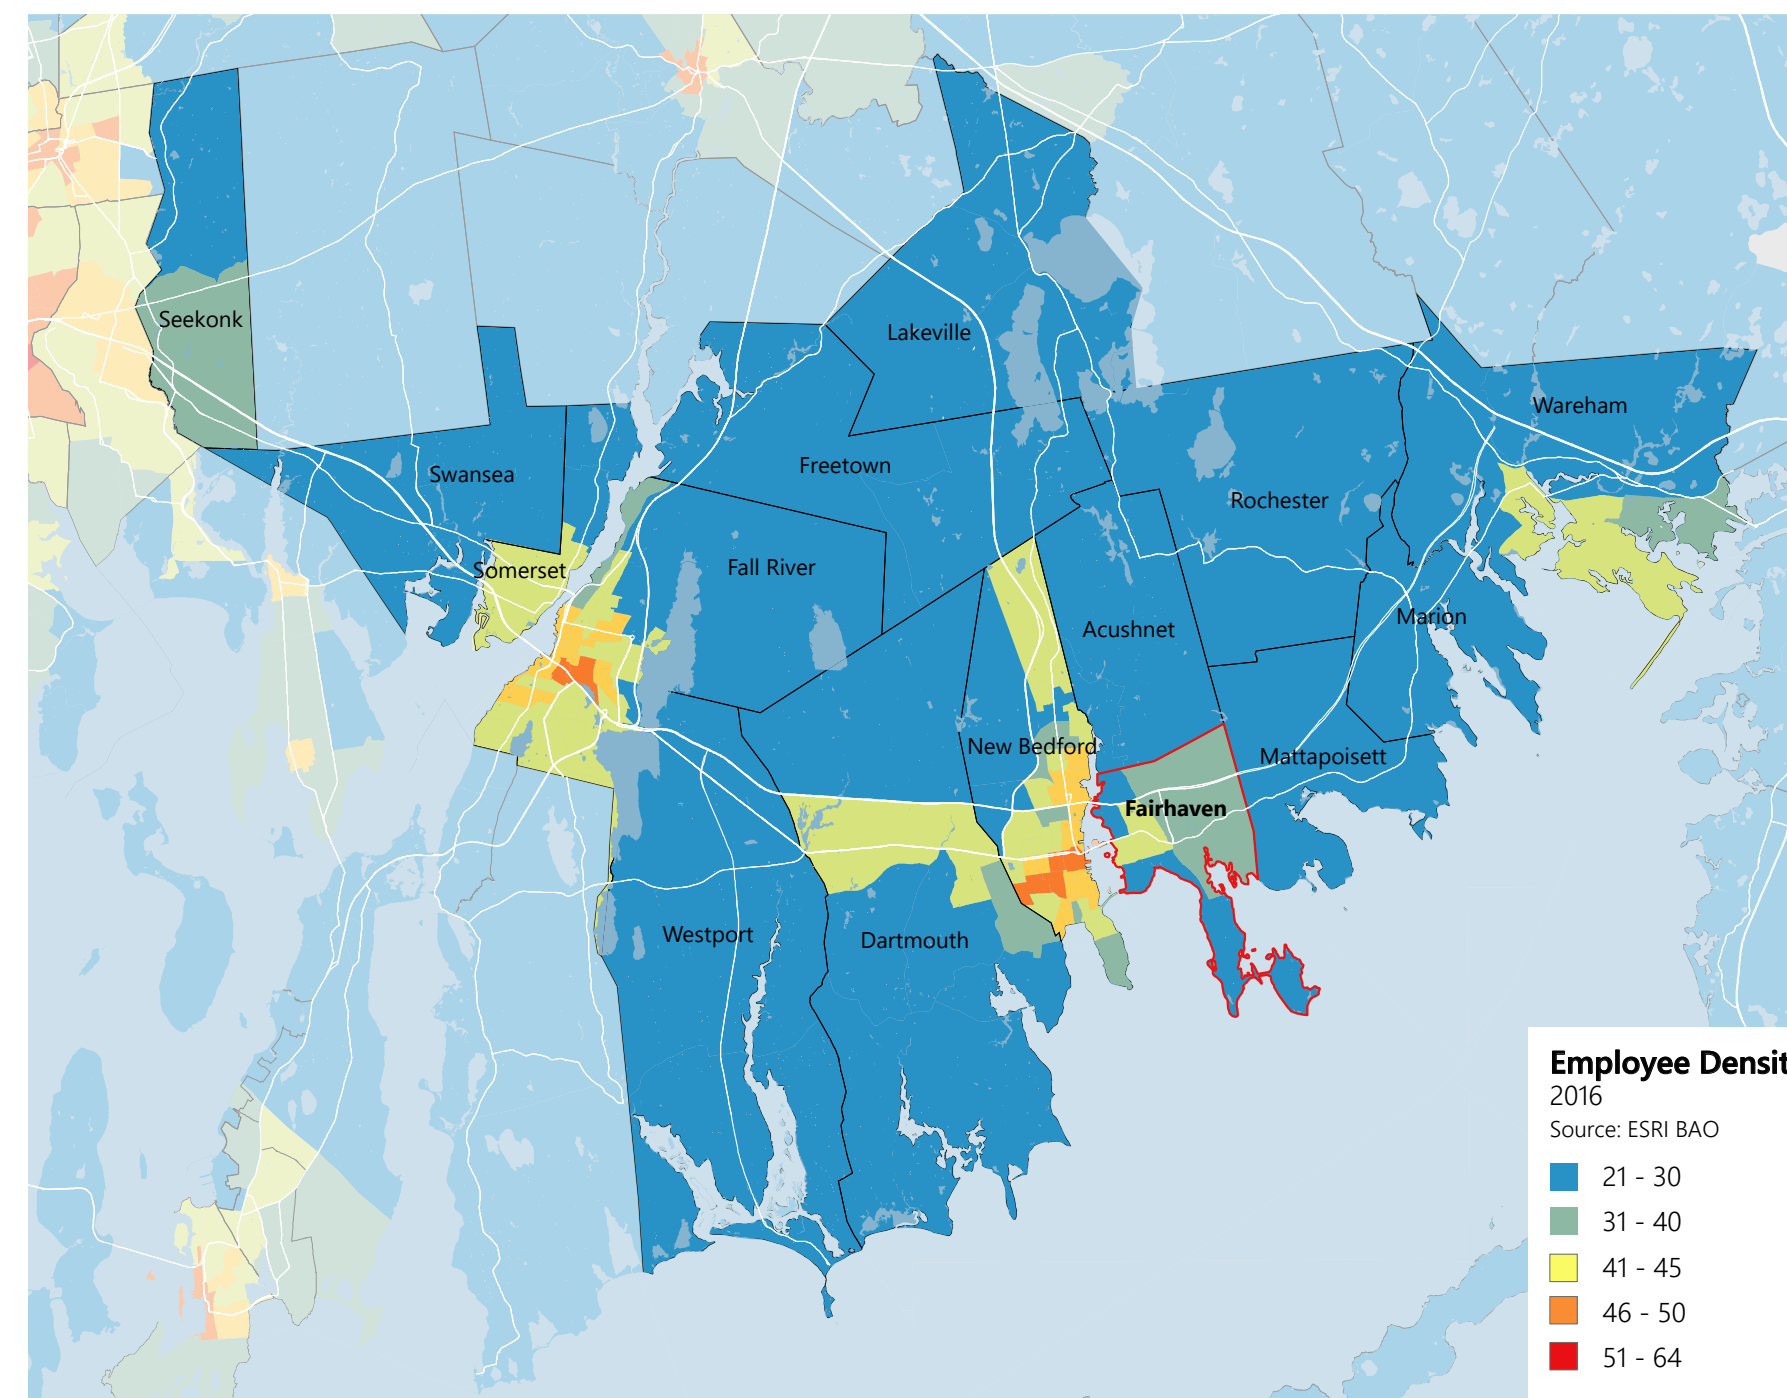 Seekonk
Lakeville
Wareham
Swansea
Freetown
Rochester
Somerset
Fall River
Marion
Acushnet
New Bedford
Mattapoisett
Fairhaven
Westport
Dartmouth
Employee Densit
2016
Source: ESRI BAO
21 - 30
31 - 40
41 - 45
46 - 50
51 - 64